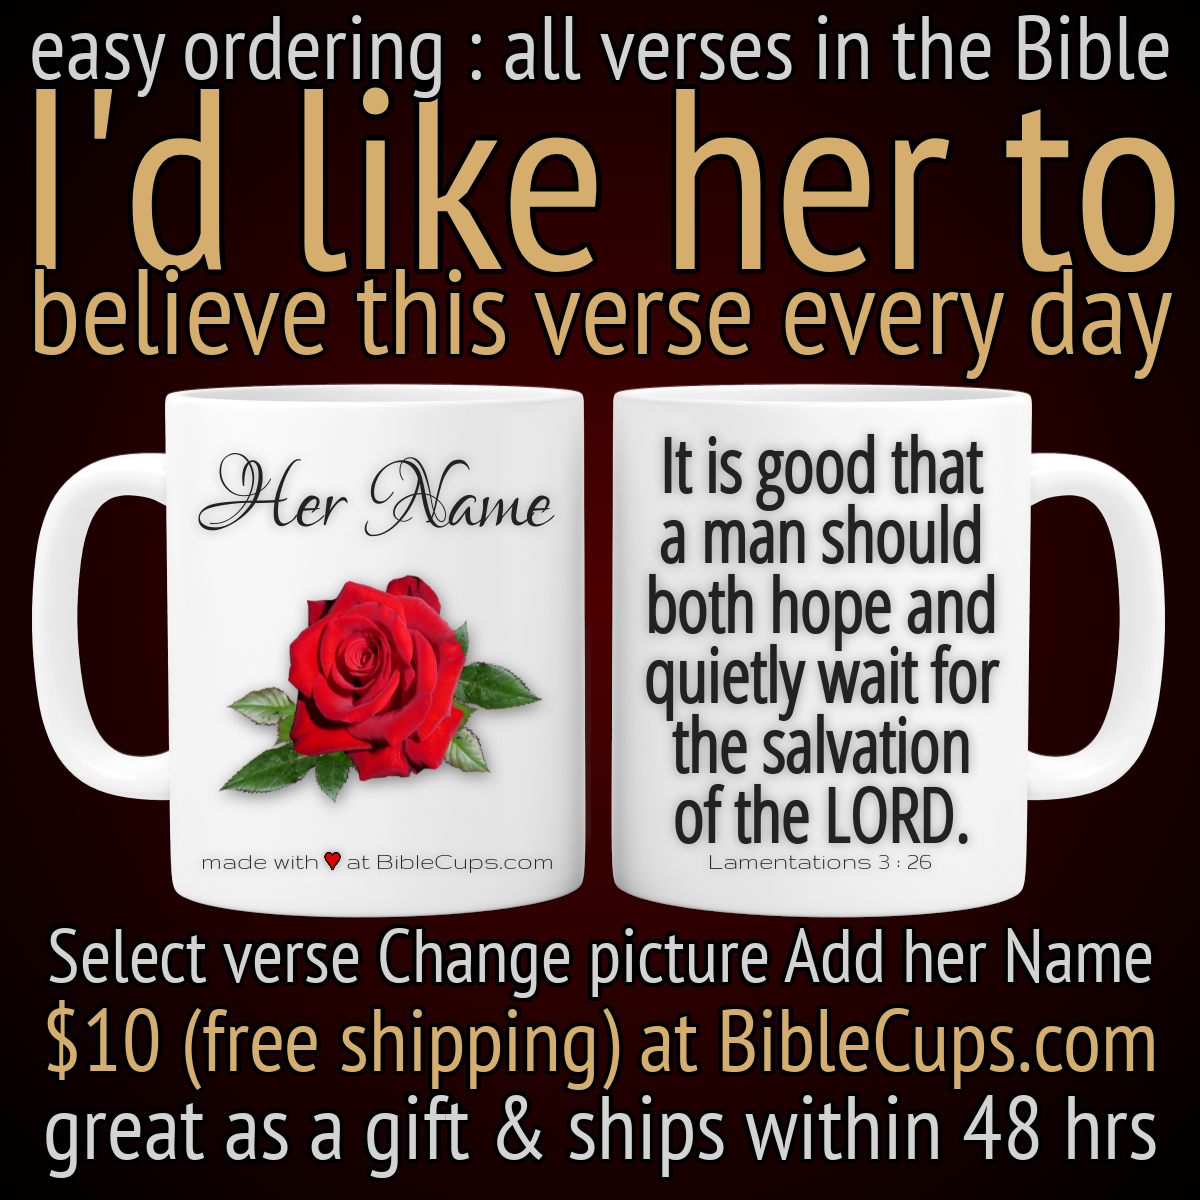 easy ordering : all verses in the Bible
I'd like her to
believe this verse every day
Her Name
made with at BibleCups.com
It is good that
a man should
both hope and
quietly wait for
the salvation
of the LORD.
Lamentations 3 : 26
Select verse Change picture Add her Name
$10 (free shipping) at BibleCups.com
great as a gift & ships within 48 hrs